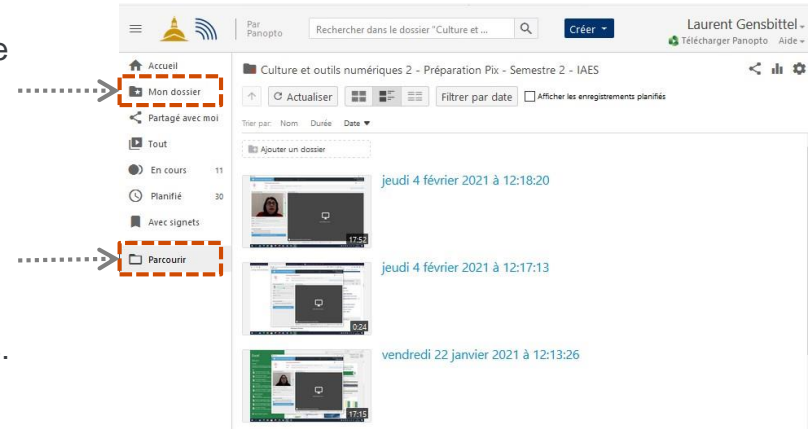 e
.
Par
Panopto
Rechercher dans le dossier "Culture et ...
Créer
Laurent Gensbittel
Télécharger Panopto Aide
Accueil
Mon dossier
Partagé avec moi
Tout
En cours 11
Planifié 30
Avec signets
Parcourir
Culture et outils numériques 2 - Préparation Pix - Semestre 2 - IAES
Actualiser
Filtrer par date
Afficher les enregistrements planifiés
Trier par: Nom Durée Date ▼
Ajouter un dossier
jeudi 4 février 2021 à 12:18:20
17:52
jeudi 4 février 2021 à 12:17:13
0:24
vendredi 22 janvier 2021 à 12:13:26
17:15